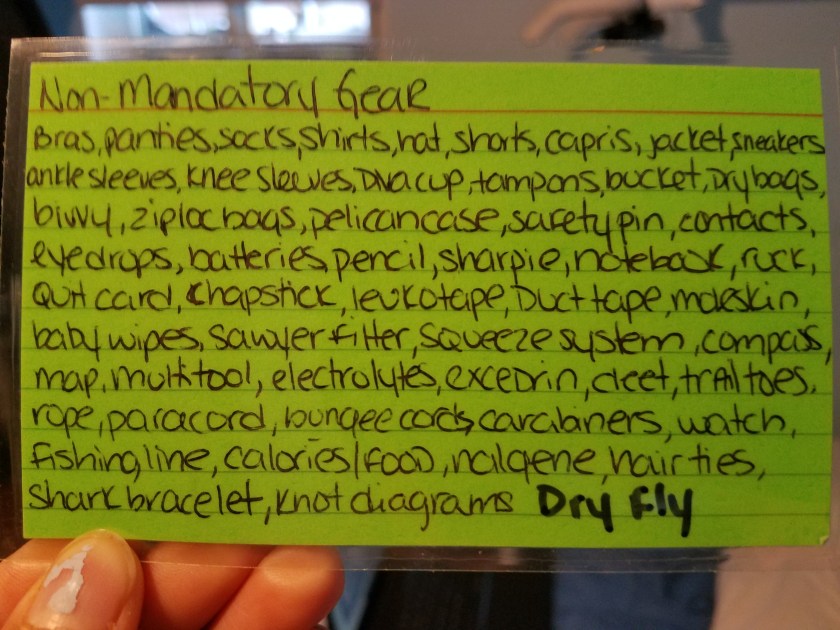 Non-Mandatory Gear
Bras, panties, socks, shirts, hat, shorts, capris, jacket, sneakers
ankle sleeves, knee sleeves, Diva cup, tampons, bucket, Dry bags,
bivvy, ziploc bags, pelican case, safety pin, contacts,
eyedrops, batteries, pencil, sharpie, notebook, ruck,
Quit card, Chapstick, leukotape, Duct tape, moleskin,
baby wipes, sawyer filter, squeeze system, compass,
map, multitool, electrolytes, excedrin, deet, trail toes,
rope, paracord, bungee cords, carabiners, watch,
fishing line, calories/FOOD, nalgene, hair ties,
shark bracelet, knot diagrams Dry Fly